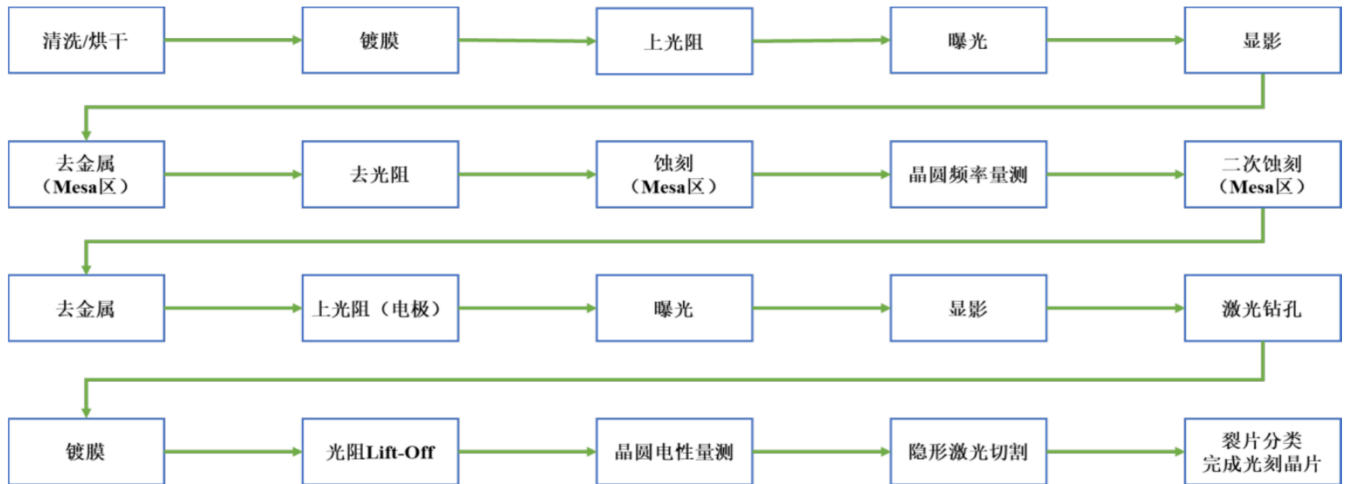 清洗/烘干
镀膜
上光阻
曝光
显影
去金属
（Mesa区）
去光阻
蚀刻
（Mesa区）
晶圆频率量测
二次蚀刻
（Mesa区）
去金属
上光阻（电极）
曝光
显影
激光钻孔
镀膜
光阻Lift-Off
晶圆电性量测
隐形激光切割
裂片分类
完成光刻晶片